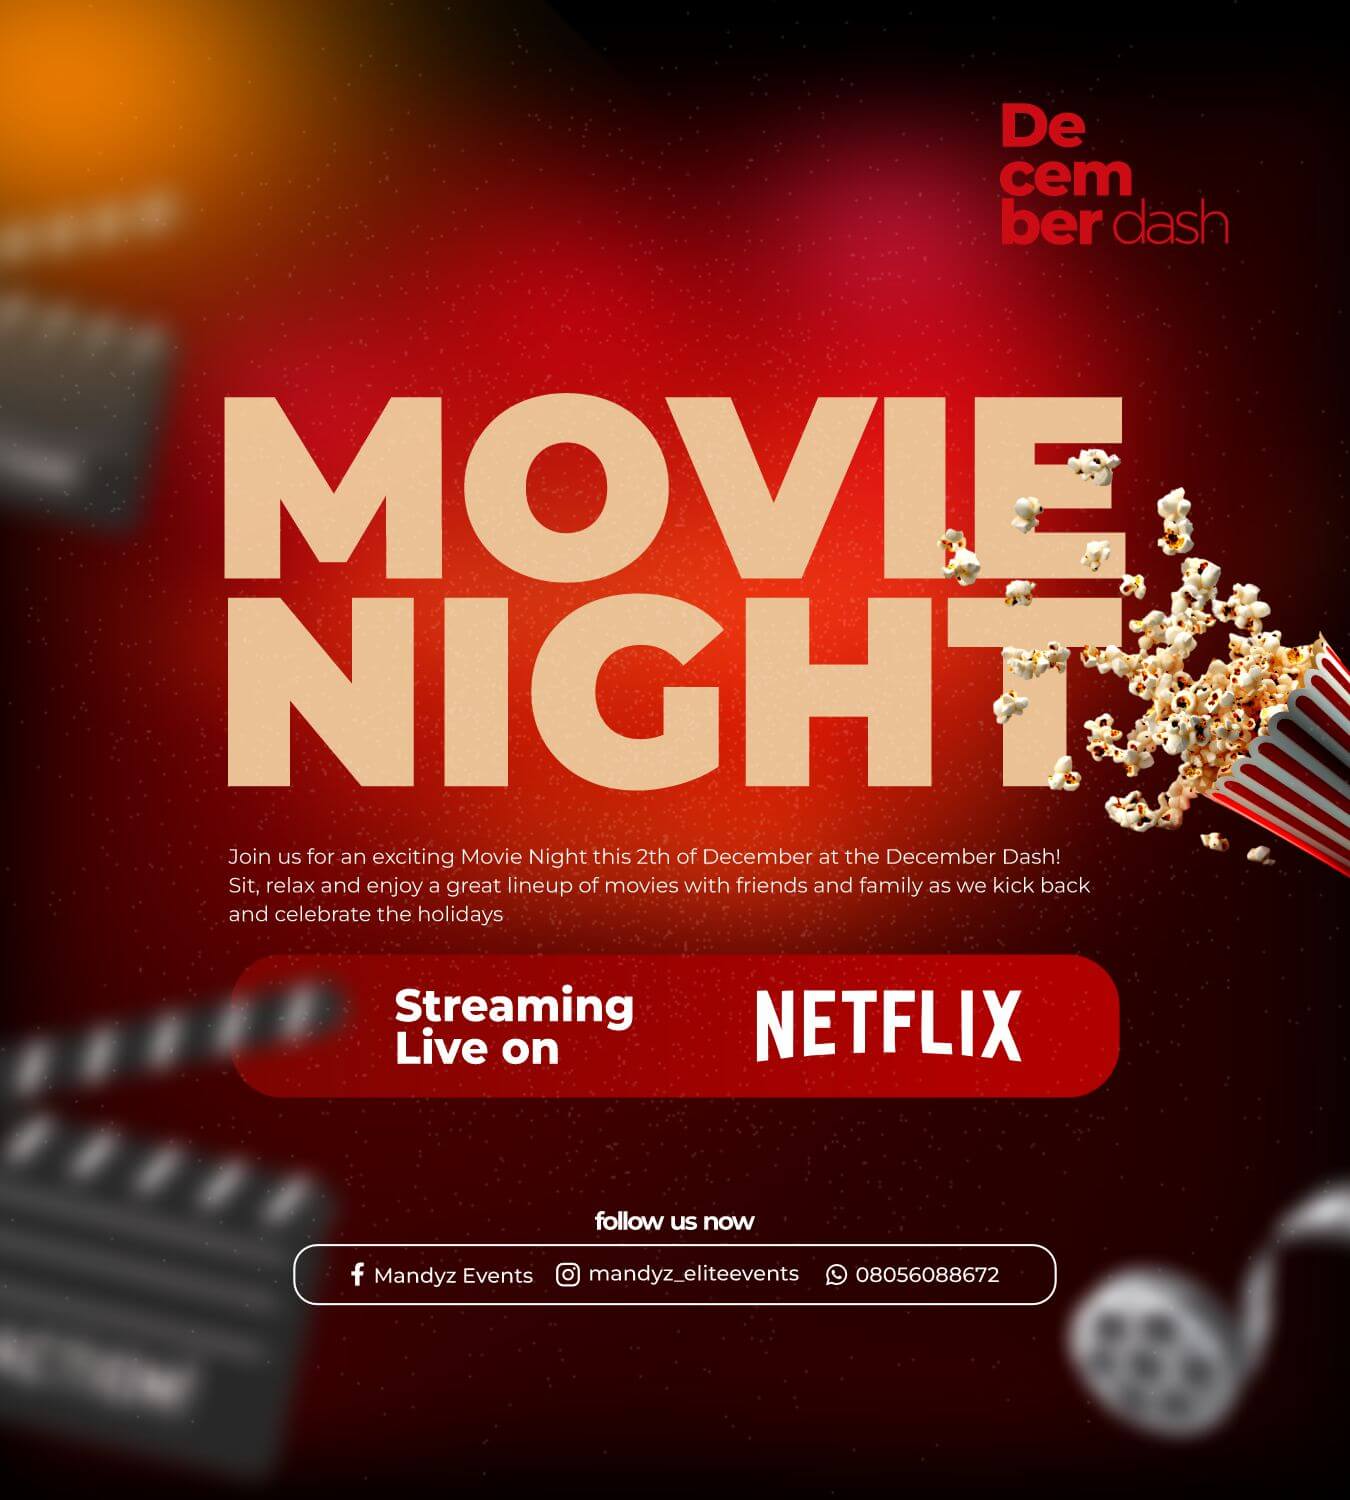 De
cem
ber dash
MOVIE
NIGHT
Join us for an exciting Movie Night this 2th of December at the December Dash!
Sit, relax and enjoy a great lineup of movies with friends and family as we kick back
and celebrate the holidays
Streaming
Live on
NETFLIX
follow us now
Mandyz Events mandyz_eliteevents 08056088672
ACTION!